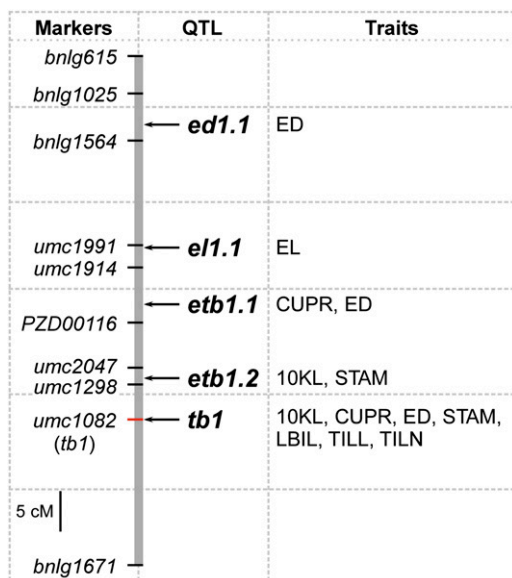 Markers QTL Traits
bnlg615
bnlg1025
ed1.1 ED
bnlg1564
umc1991 el1.1 EL
umc1914
etb1.1 CUPR, ED
PZD00116
umc2047
etb1.2 10KL, STAM
umc1298
umc1082 tb1 10KL, CUPR, ED, STAM,
(tb1) LBIL, TILL, TILN
5 cM
bnlg1671